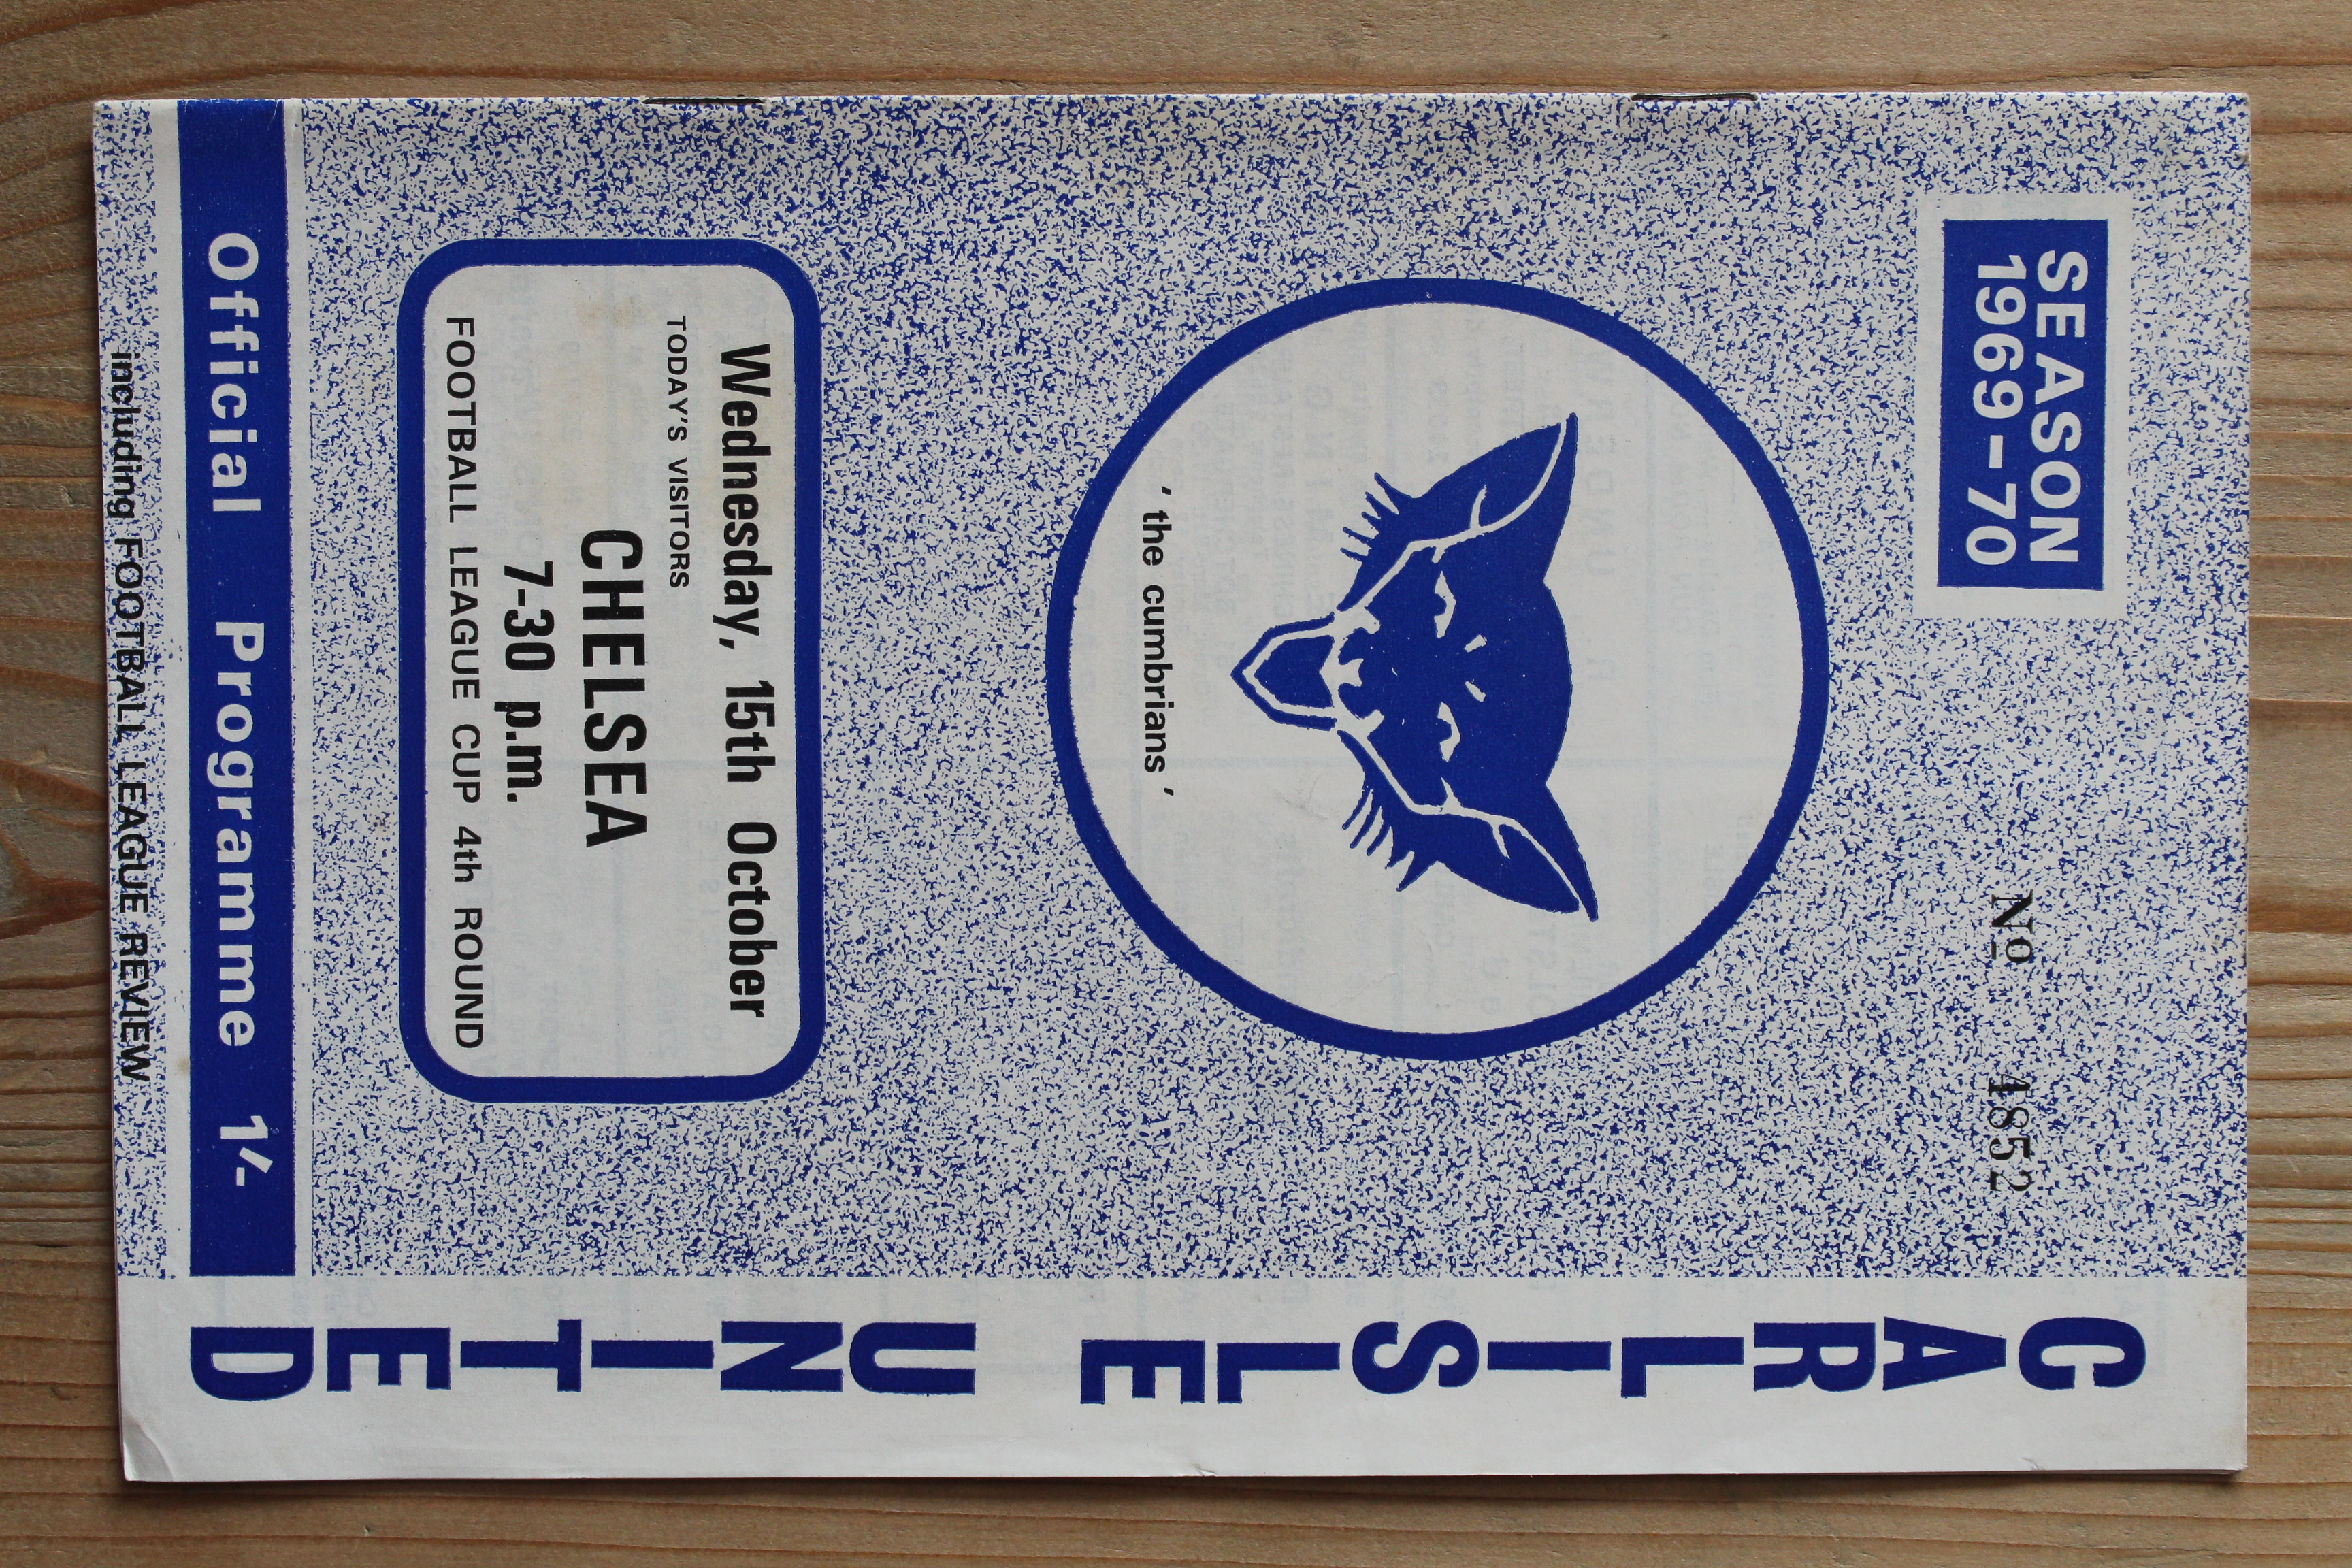 SEASON
1969-70
Nº 4852
CARLISLE UNITED
' the cumbrians '
Wednesday, 15th October
TODAY'S VISITORS
CHELSEA
7-30 p.m.
FOOTBALL LEAGUE CUP 4th ROUND
Official Programme 1/-
including FOOTBALL LEAGUE REVIEW